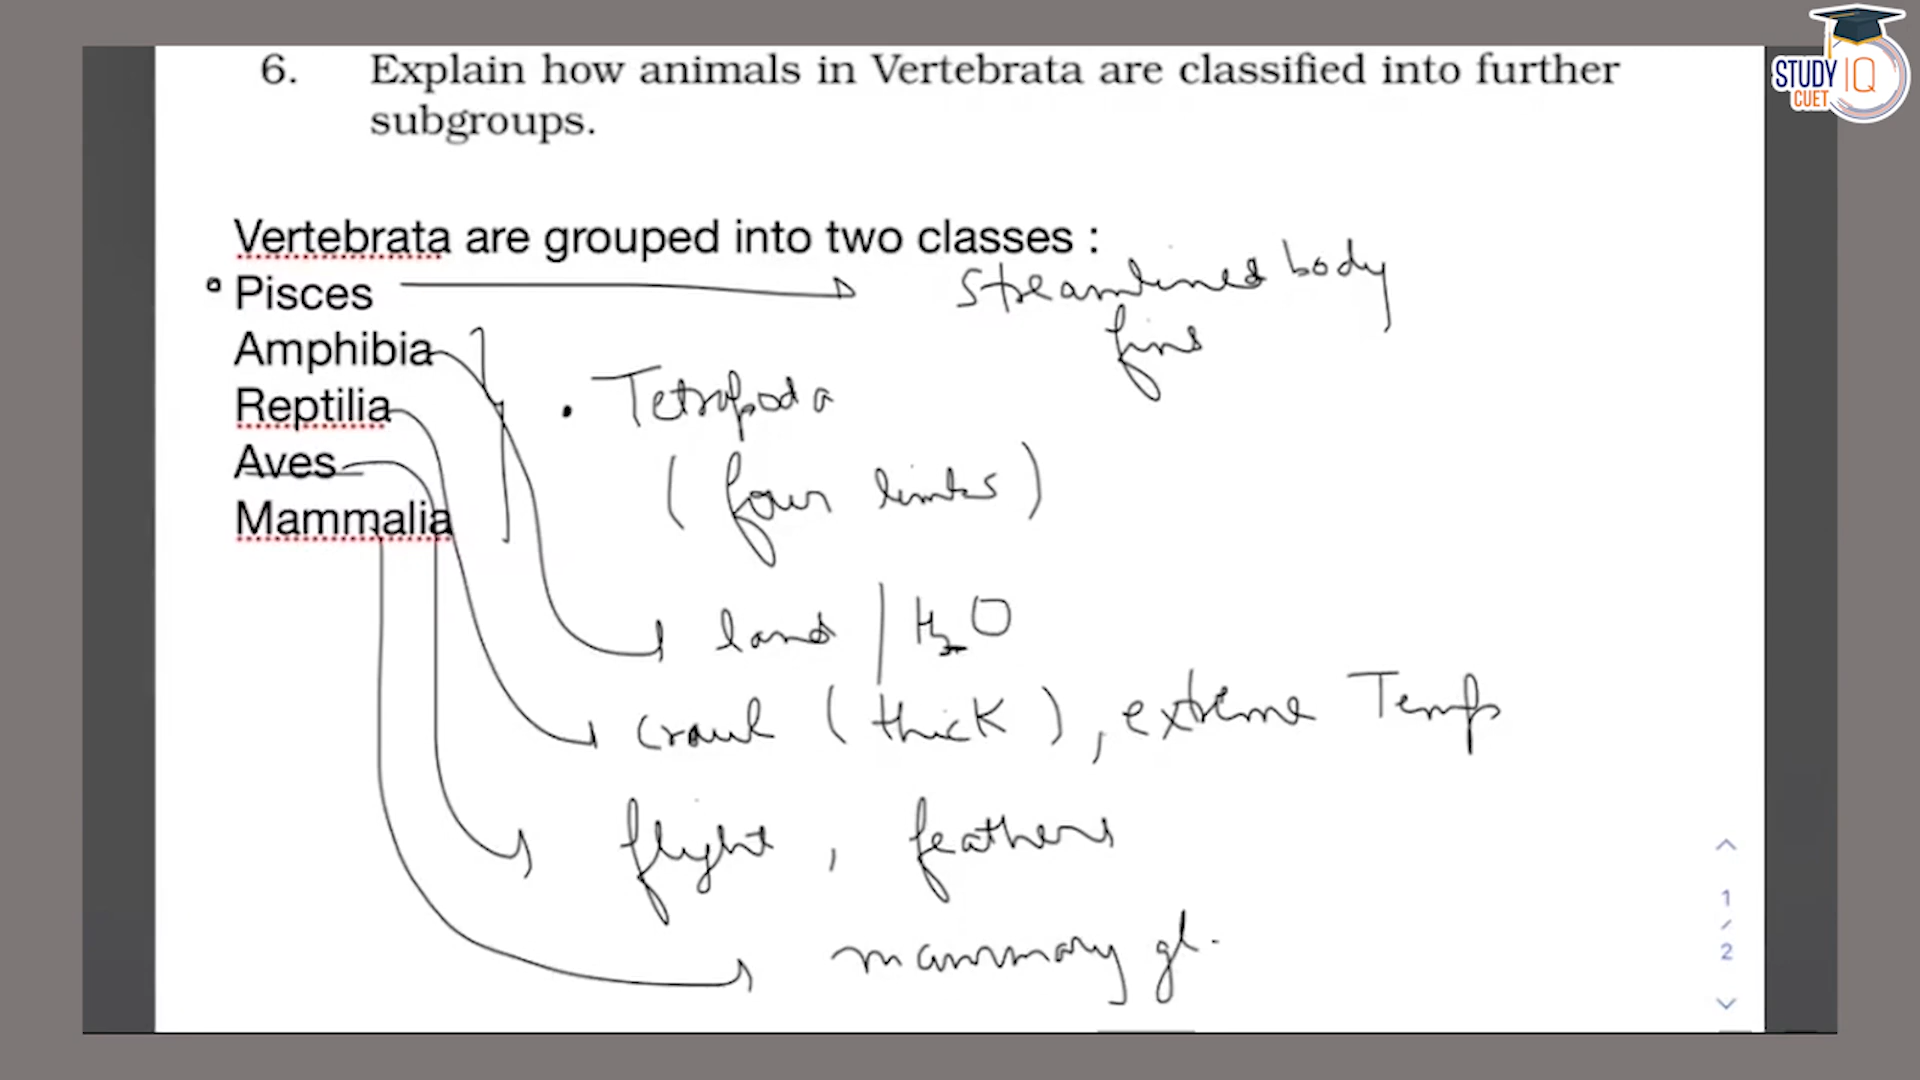 STUDY IQ
CUET
6. Explain how animals in Vertebrata are classified into further
subgroups.
Vertebrata are grouped into two classes :
Pisces
Streamlined body
fins
Amphibia
Reptilia
Aves
Mammalia
Tetrapoda
(four limbs)
land | H2O
crawl (thick), extreme Temp
flight, feathers
mammary gl.
1
/
2